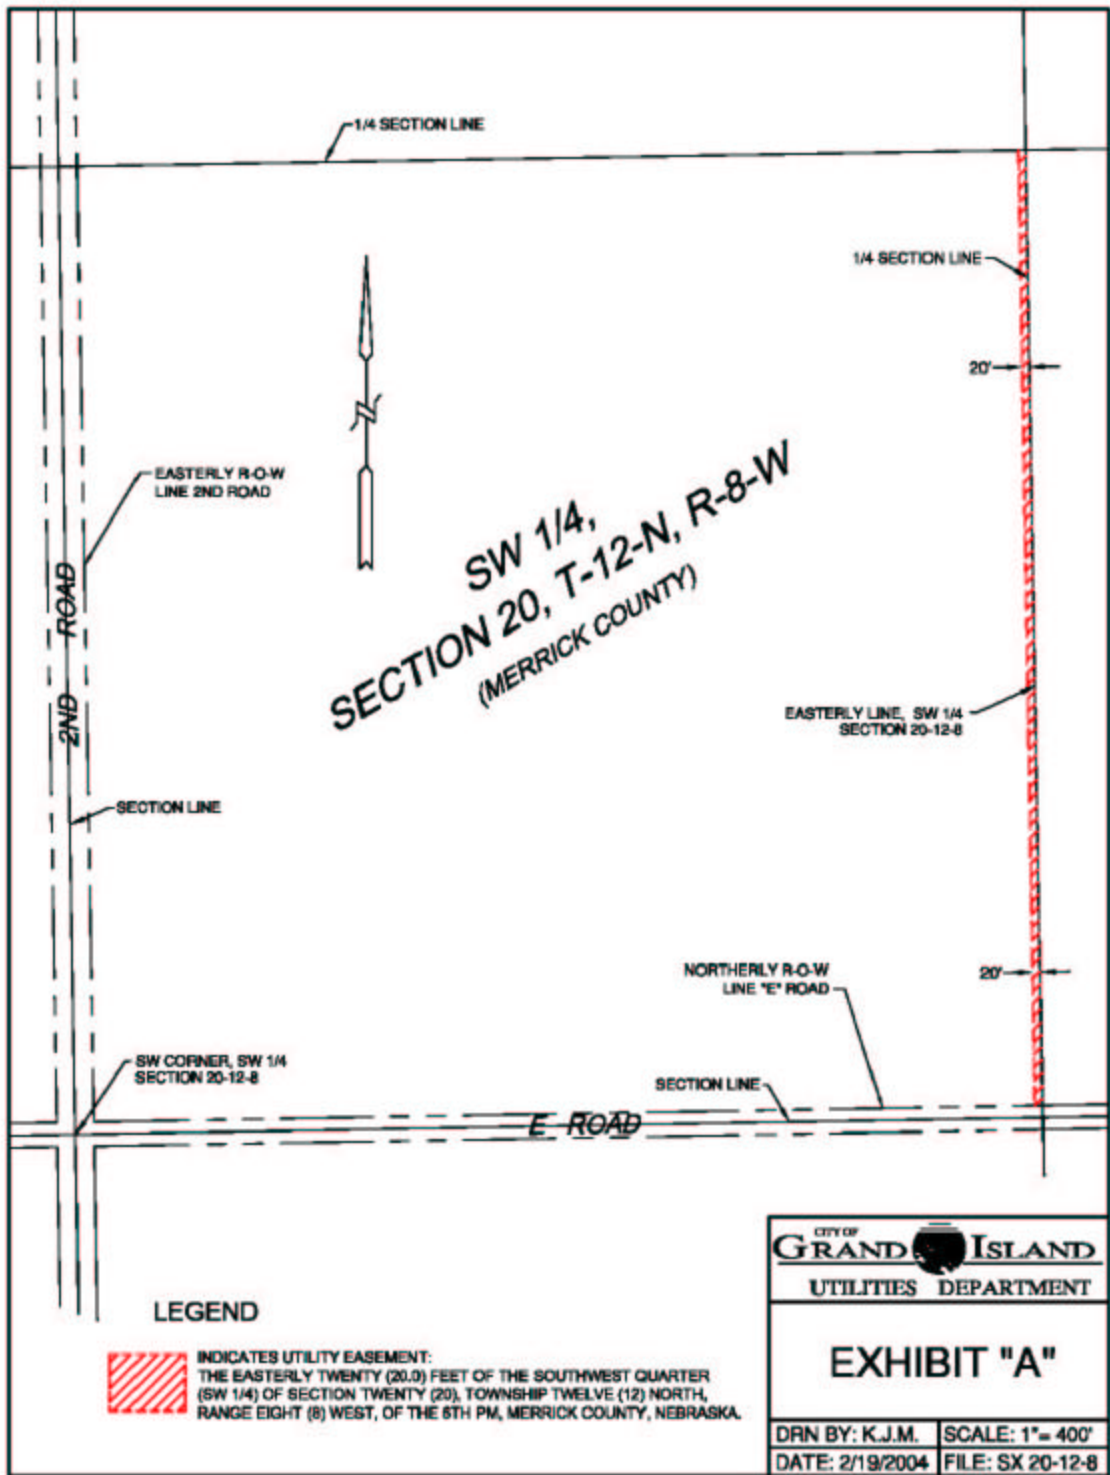 1/4 SECTION LINE
1/4 SECTION LINE
20'
EASTERLY R-O-W
LINE 2ND ROAD
SW 1/4,
SECTION 20, T-12-N, R-8-W
(MERRICK COUNTY)
2ND ROAD
EASTERLY LINE, SW 1/4
SECTION 20-12-8
SECTION LINE
NORTHERLY R-O-W
LINE "E" ROAD
20'
SW CORNER, SW 1/4
SECTION 20-12-8
SECTION LINE
E ROAD
CITY OF
GRAND ISLAND
UTILITIES DEPARTMENT
LEGEND
INDICATES UTILITY EASEMENT:
THE EASTERLY TWENTY (20.0) FEET OF THE SOUTHWEST QUARTER
(SW 1/4) OF SECTION TWENTY (20), TOWNSHIP TWELVE (12) NORTH,
RANGE EIGHT (8) WEST, OF THE 6TH PM, MERRICK COUNTY, NEBRASKA.
EXHIBIT "A"
DRN BY: K.J.M.
SCALE: 1"= 400'
DATE: 2/19/2004
FILE: SX 20-12-8